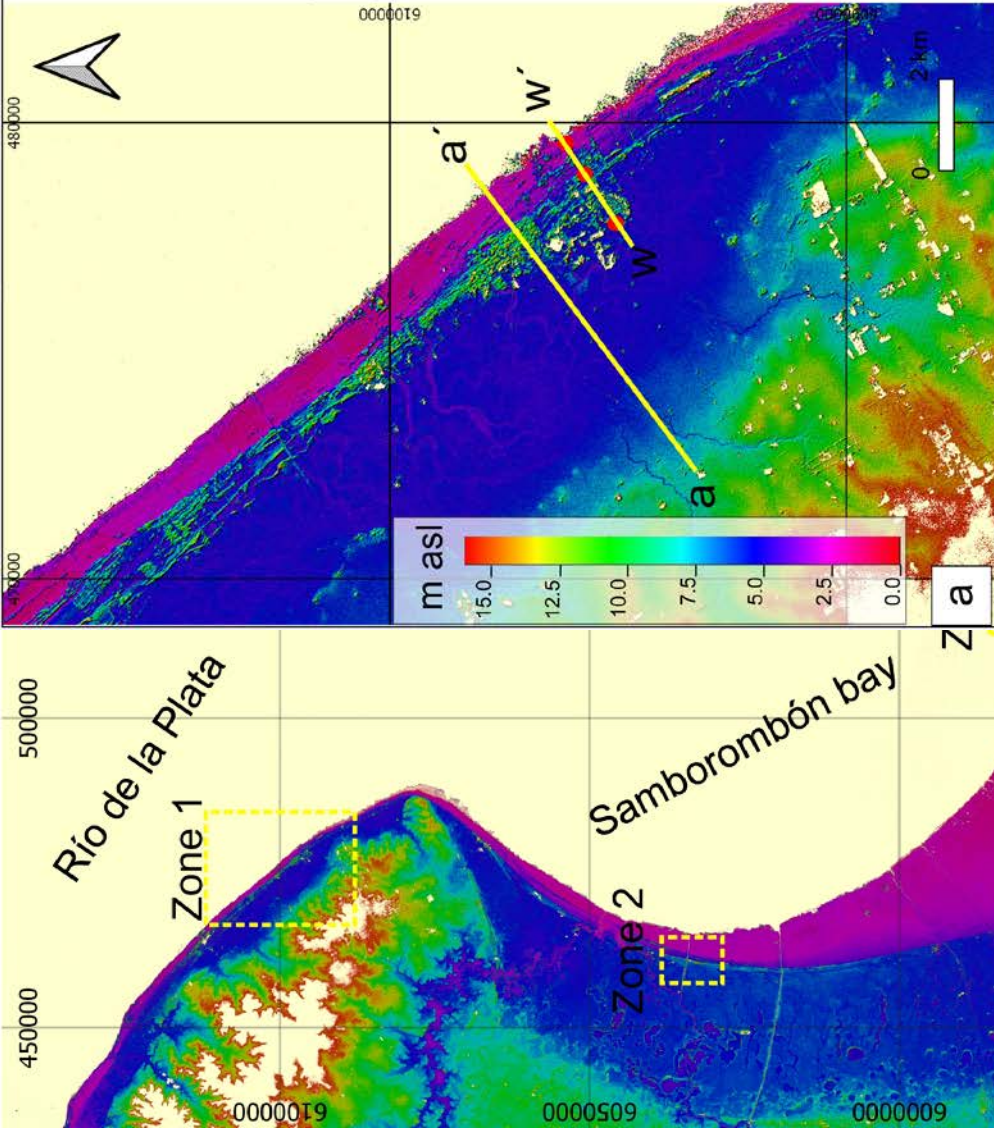 480000
6100000
a´
w´
w
a
2 km
0
m asl
15.0
12.5
10.0
7.5
5.0
2.5
0.0
a
500000
450000
Río de la Plata
Zone 1
Samborombón bay
Zone 2
Z
6100000
6050000
6000000